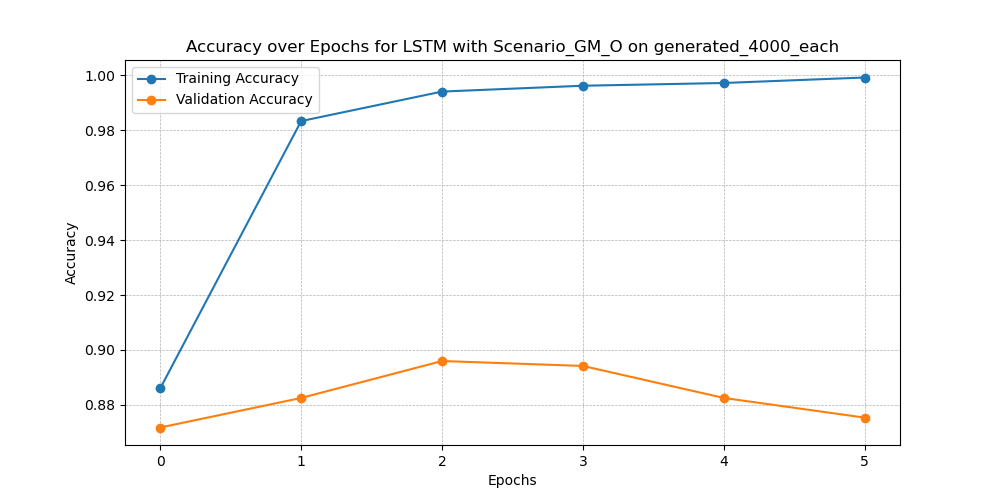 Accuracy over Epochs for LSTM with Scenario_GM_O on generated_4000_each
Training Accuracy
Validation Accuracy
Accuracy
1.00
0.98
0.96
0.94
0.92
0.90
0.88
0 1 2 3 4 5
Epochs